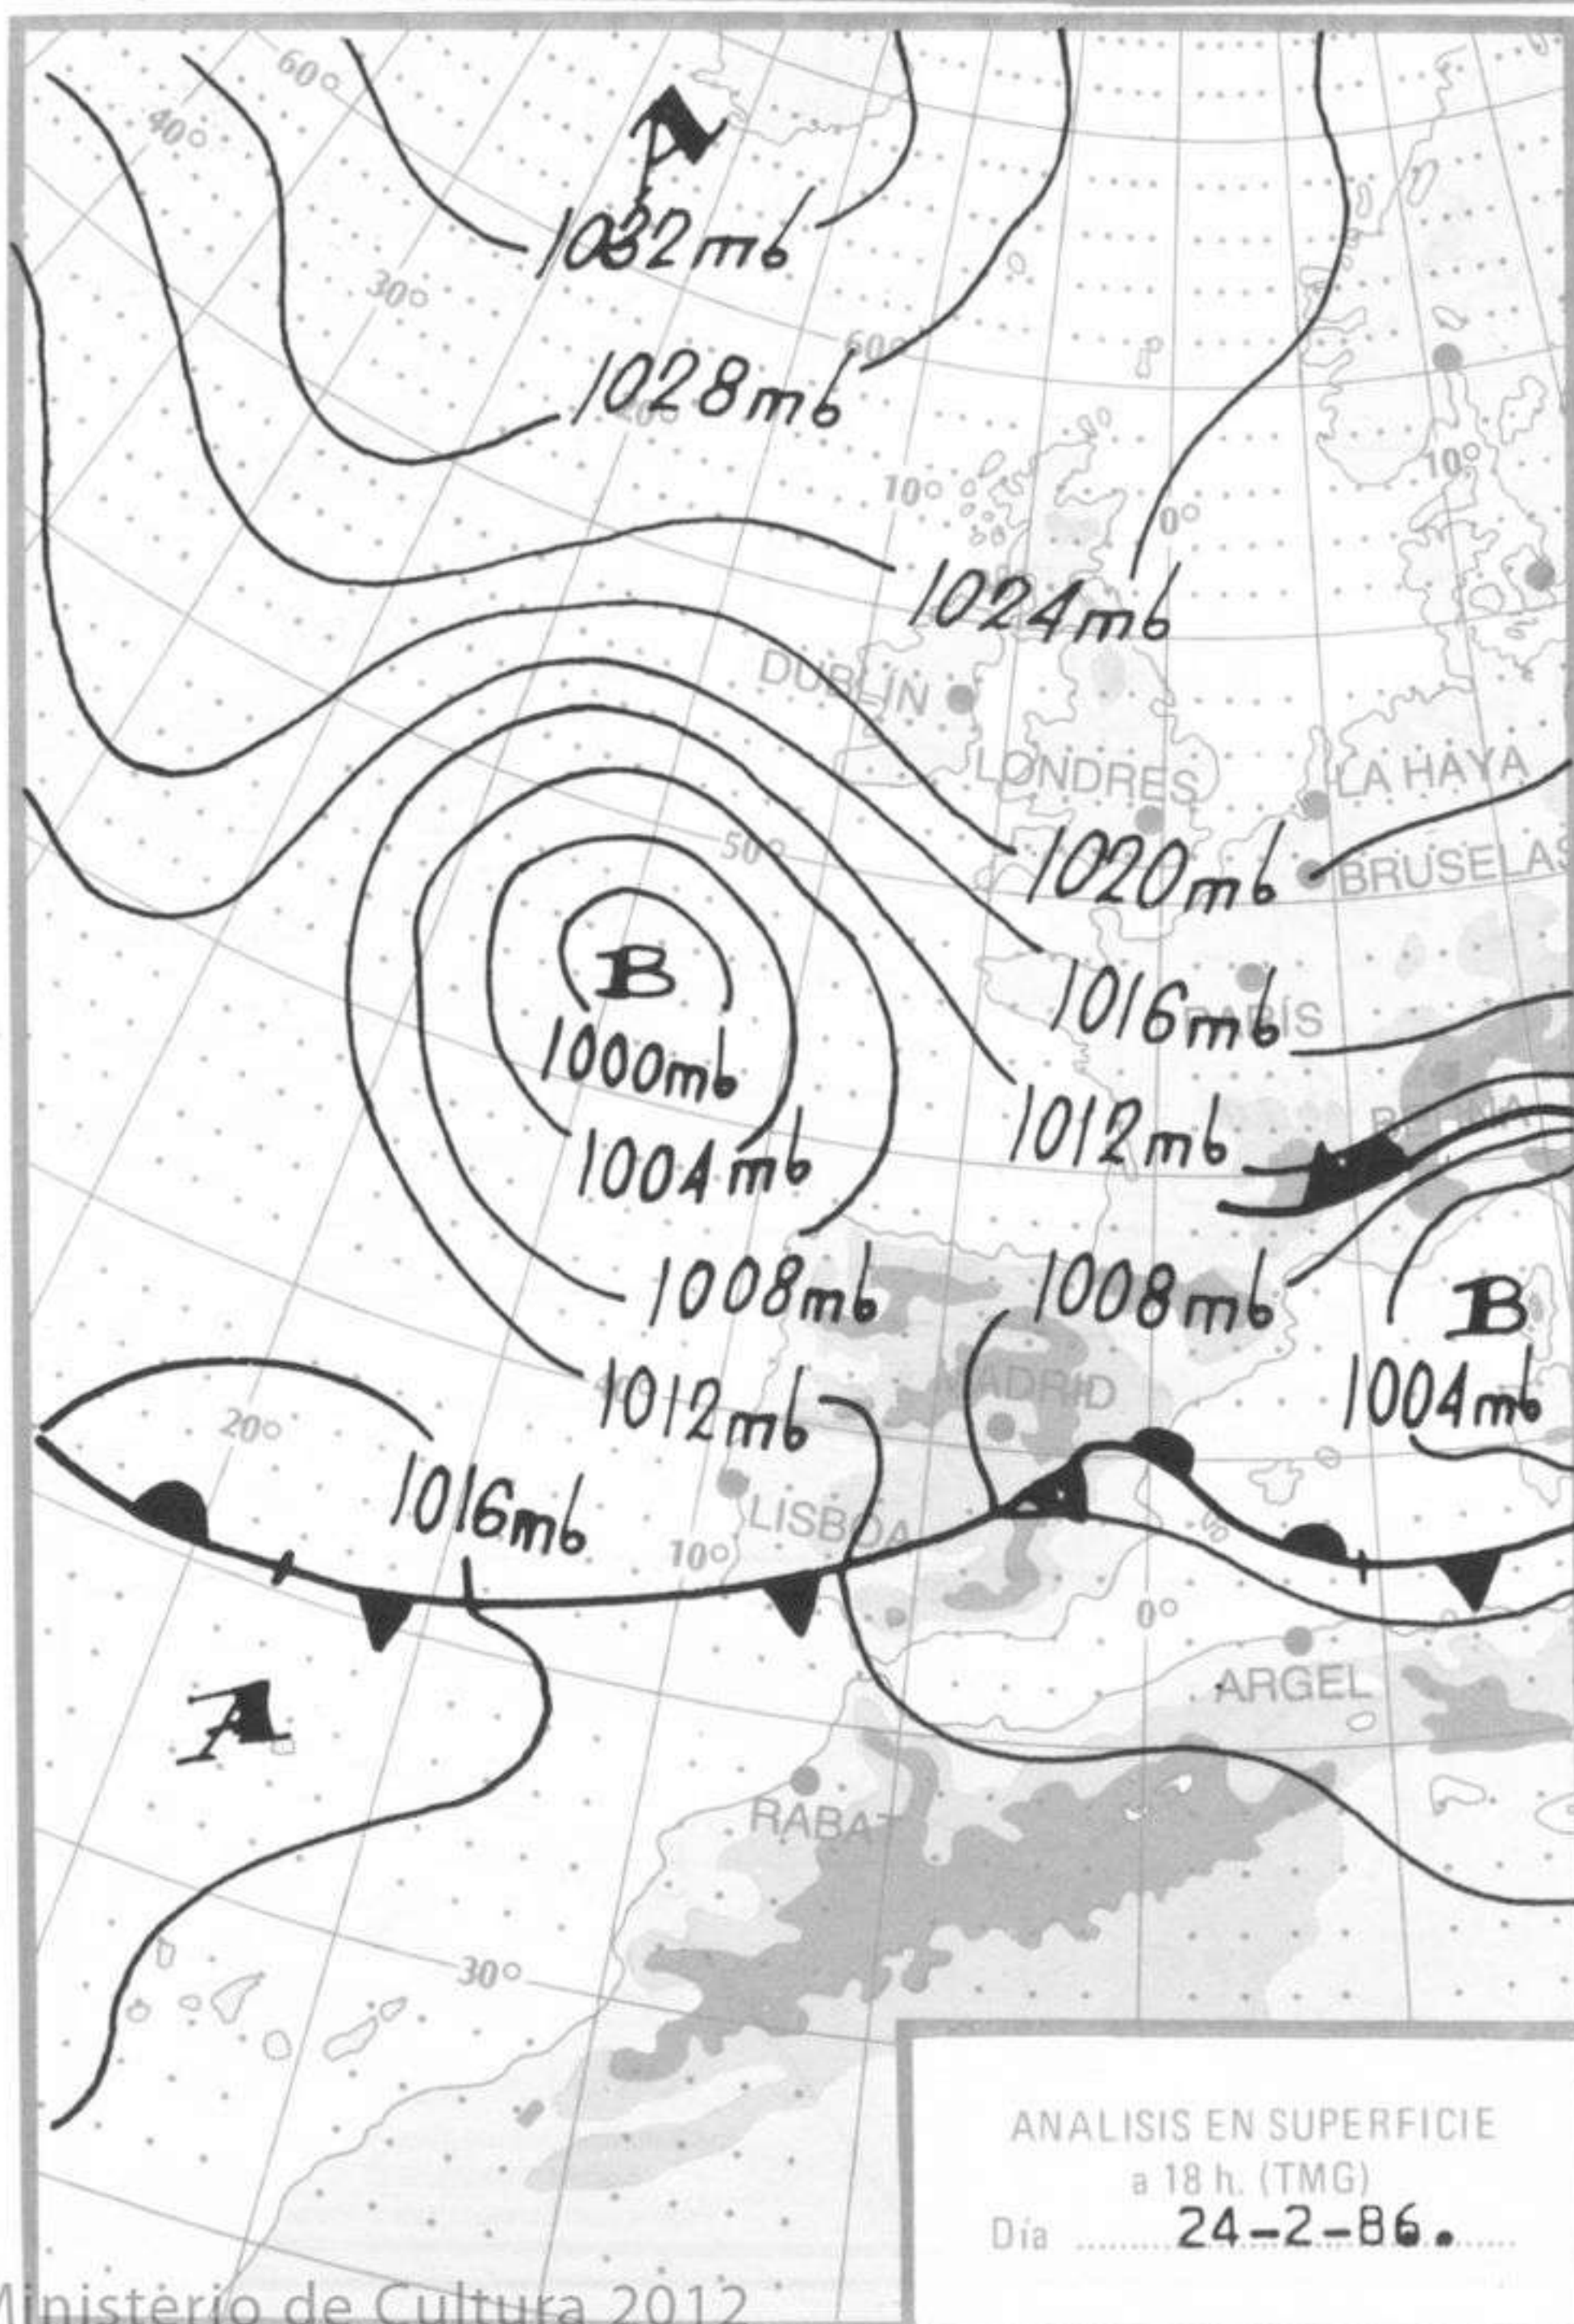 60°
40°
A
1032mb
30°
60°
1028mb
10°
10°
0°
1024mb
DUBLÍN
LONDRES
LA HAYA
50°
1020mb
BRUSELAS
B
1000mb
1016mb
PARÍS
1012mb
1004mb
1008mb
1008mb
B
1004mb
MADRID
1012mb
20°
1016mb
LISBOA
10°
0°
ARGEL
A
RABAT
30°
ANALISIS EN SUPERFICIE
a 18 h. (TMG)
Día 24-2-86.
Ministerio de Cultura 2012